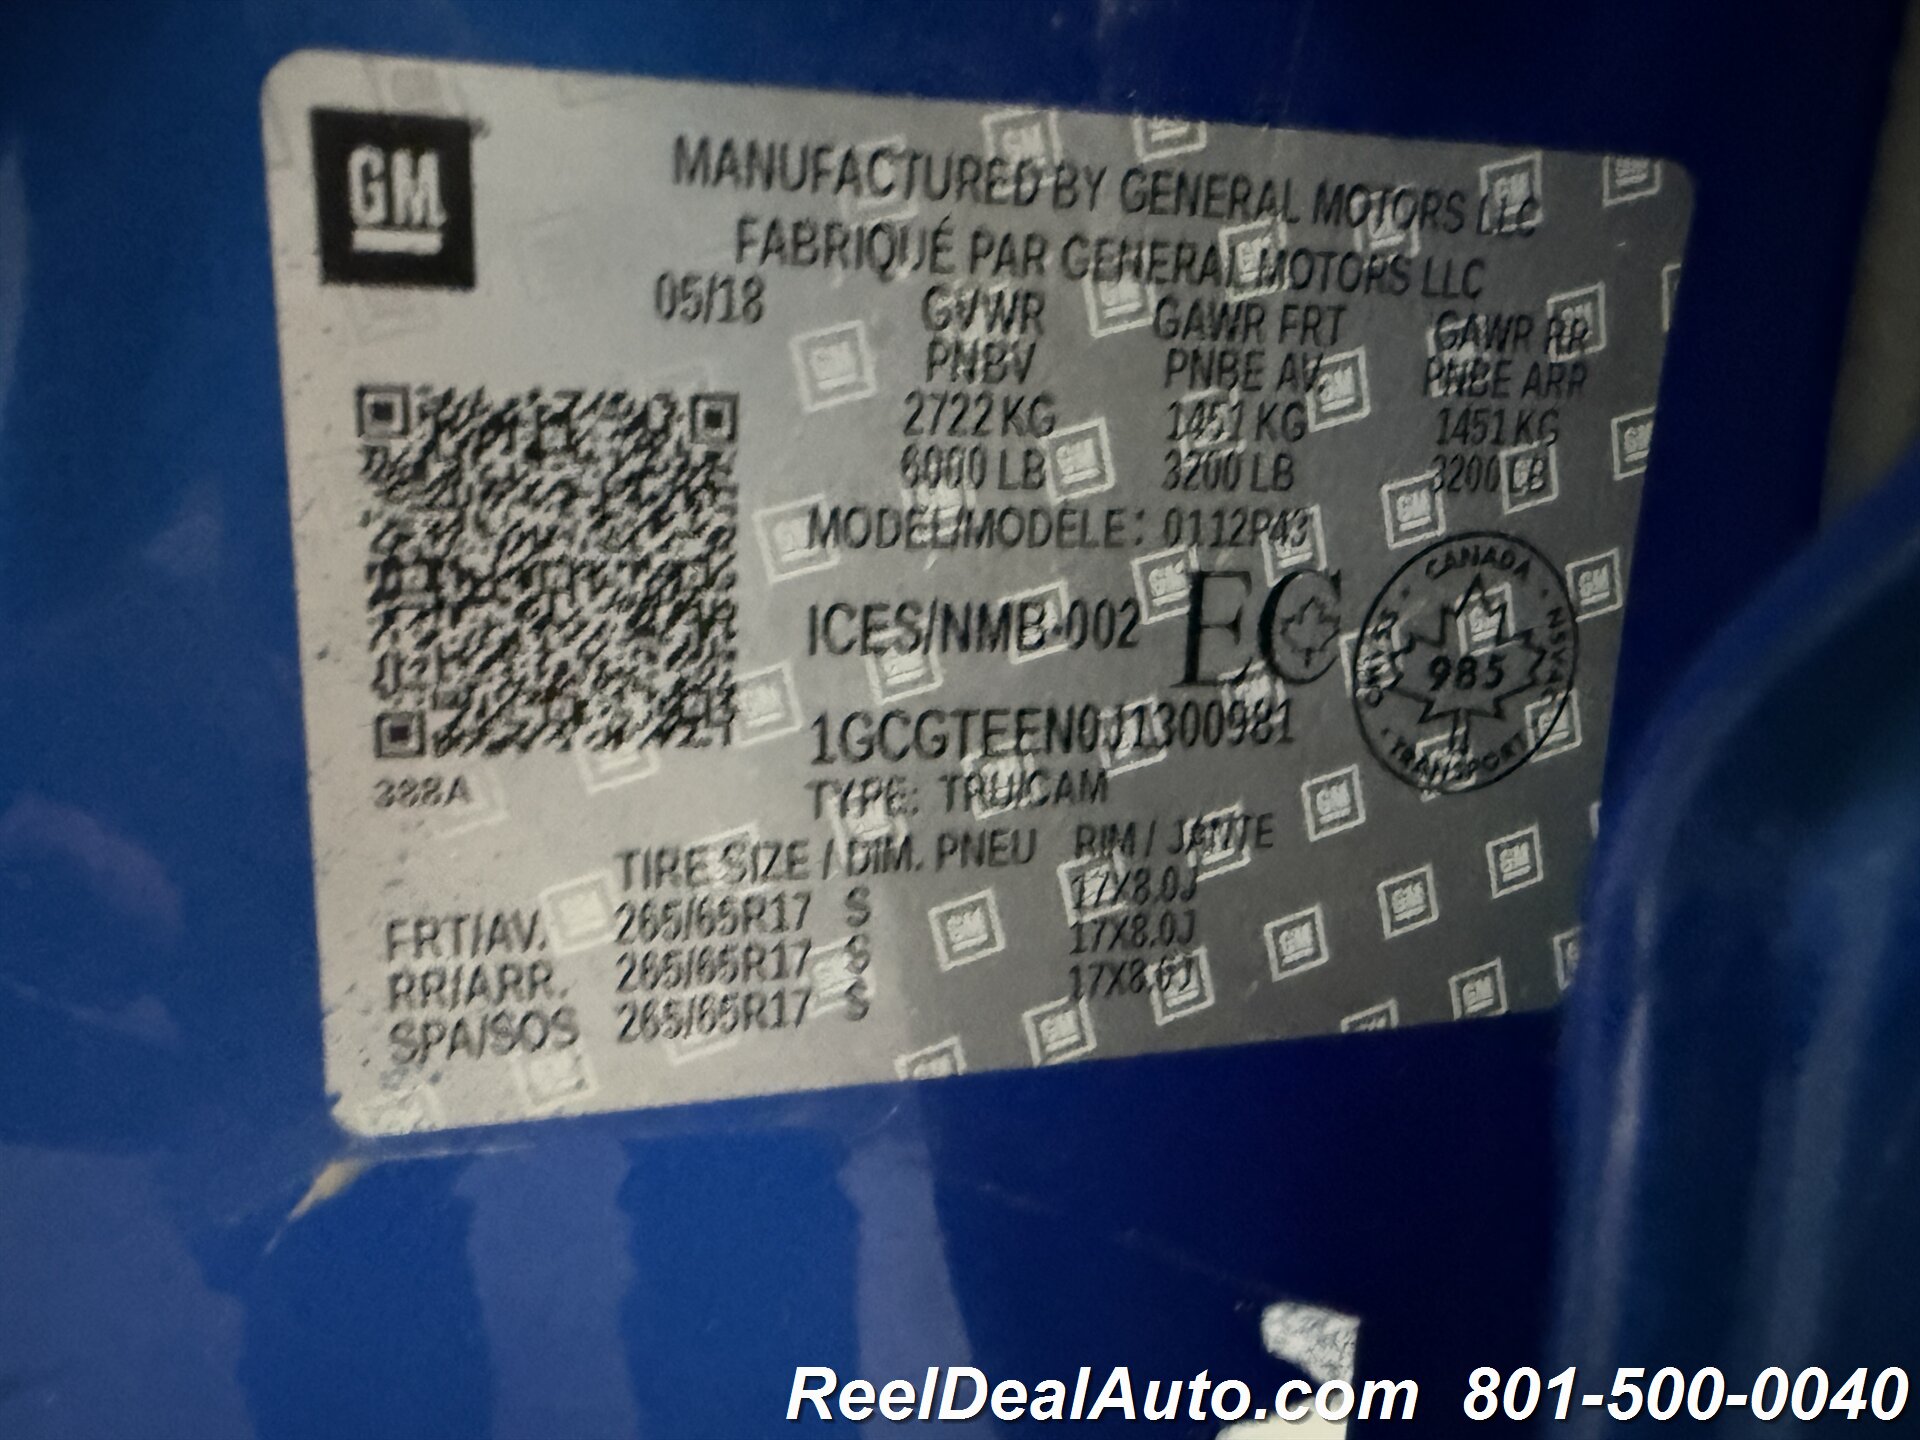 GM
MANUFACTURED BY GENERAL MOTORS LLC
FABRIQUÉ PAR GENERAL MOTORS LLC
05/18 GVWR GAWR FRT GAWR RR
PNBV PNBE AV PNBE ARR
2722 KG 1451 KG 1451 KG
6000 LB 3200 LB 3200 LB
MODEL/MODÈLE: 0112P43
ICES/NMB-002 EC
CANADA · NSVAC · TRANSPORT · CMVSS
985
1GCGTEEN0J1300981
388A
TYPE: TRU/CAM
TIRE SIZE / DIM. PNEU RIM / JANTE
FRT/AV. 265/65R17 S 17X8.0J
RR/ARR. 265/65R17 S 17X8.0J
SPA/SOS 265/65R17 S 17X8.0J
ReelDealAuto.com 801-500-0040